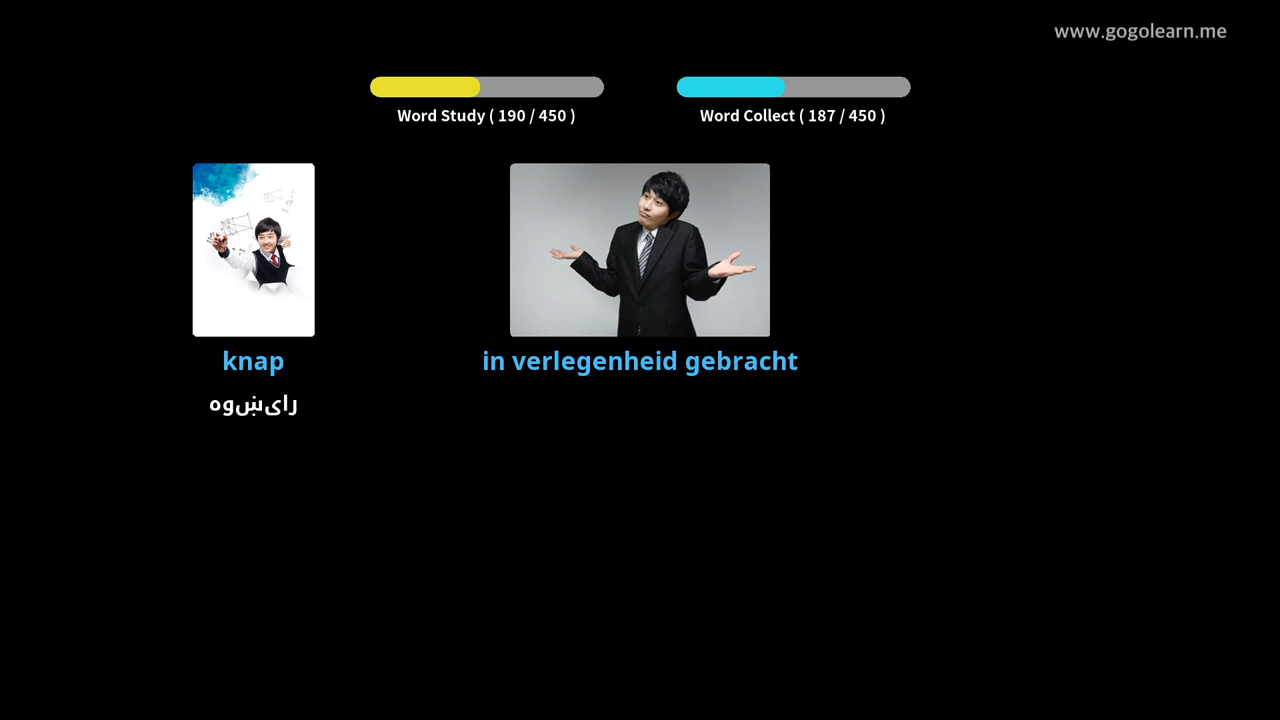 www.gogolearn.me
Word Study ( 190 / 450 )
Word Collect ( 187 / 450 )
knap
in verlegenheid gebracht
رایښوه